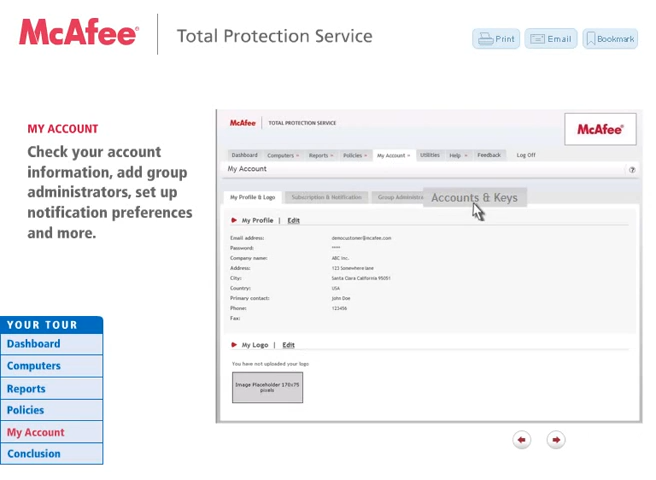 McAfee
Total Protection Service
Print
Email
Bookmark
MY ACCOUNT
Check your account
information, add group
administrators, set up
notification preferences
and more.
McAfee TOTAL PROTECTION SERVICE
McAfee
Dashboard Computers Reports Policies My Account Utilities Help Feedback Log Off
My Account
?
My Profile & Logo Subscription & Notification Group Administra Accounts & Keys
My Profile | Edit
Email address: democustomer@mcafee.com
Password: ****
Company name: ABC Inc.
Address: 123 Somewhere lane
City: Santa Clara California 95051
Country: USA
Primary contact: John Doe
Phone: 123456
Fax:
My Logo | Edit
You have not uploaded your logo
Image Placeholder 170x75
pixels
YOUR TOUR
Dashboard
Computers
Reports
Policies
My Account
Conclusion